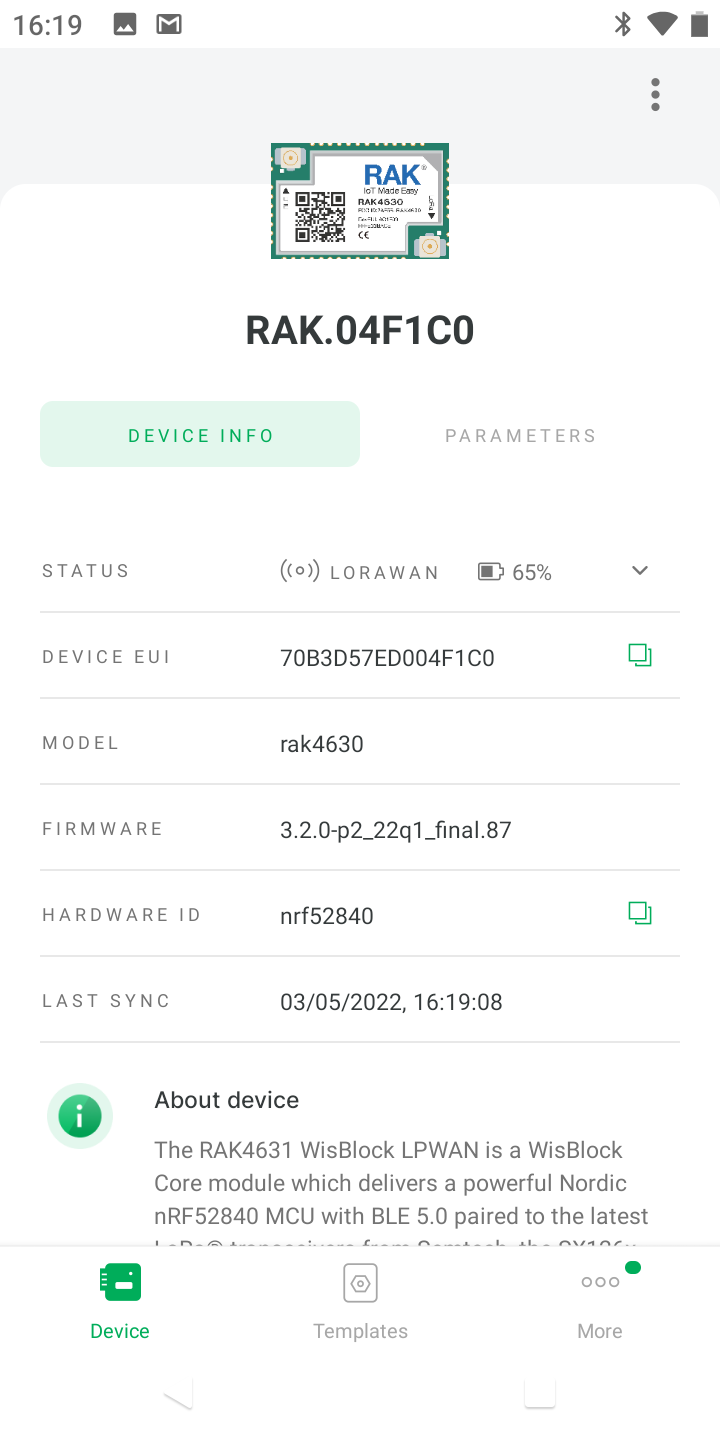 16:19
RAK®
IoT Made Easy
RAK4630
RAK.04F1C0
DEVICE INFO
PARAMETERS
STATUS
LORAWAN
65%
DEVICE EUI
70B3D57ED004F1C0
MODEL
rak4630
FIRMWARE
3.2.0-p2_22q1_final.87
HARDWARE ID
nrf52840
LAST SYNC
03/05/2022, 16:19:08
About device
The RAK4631 WisBlock LPWAN is a WisBlock
Core module which delivers a powerful Nordic
nRF52840 MCU with BLE 5.0 paired to the latest
Device
Templates
More